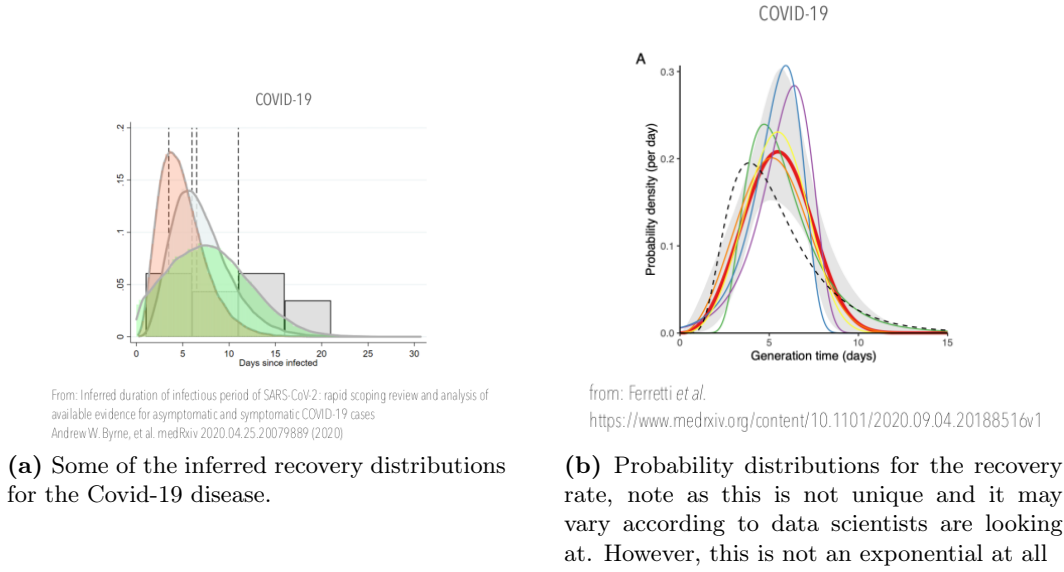 COVID-19
.2
.15
.1
.05
0
0 5 10 15 20 25 30
Days since infected
From: Inferred duration of infectious period of SARS-CoV-2: rapid scoping review and analysis of
available evidence for asymptomatic and symptomatic COVID-19 cases
Andrew W. Byrne, et al. medRxiv 2020.04.25.20079889 (2020)
(a) Some of the inferred recovery distributions
for the Covid-19 disease.
COVID-19
A
Probability density (per day)
0.3
0.2
0.1
0.0
0 5 10 15
Generation time (days)
from: Ferretti et al.
https://www.medrxiv.org/content/10.1101/2020.09.04.20188516v1
(b) Probability distributions for the recovery
rate, note as this is not unique and it may
vary according to data scientists are looking
at. However, this is not an exponential at all